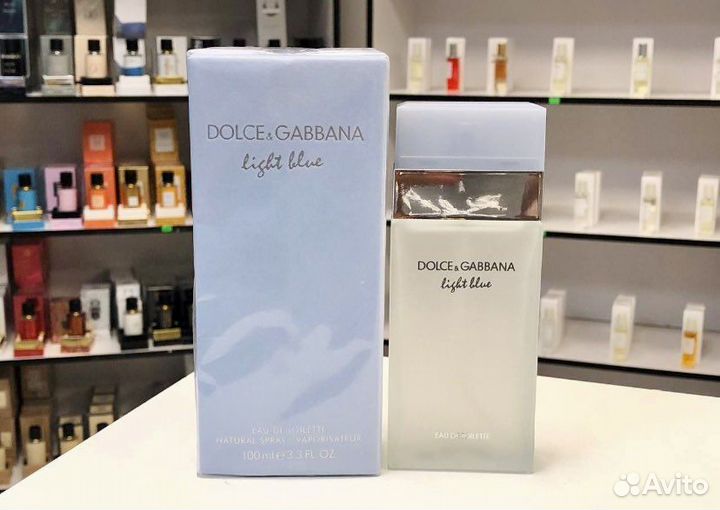 DOLCE&GABBANA
light blue
EAU DE TOILETTE
NATURAL SPRAY - VAPORISATEUR
100 ml e 3.3 FL OZ
DOLCE&GABBANA
light blue
EAU DE TOILETTE
Avito